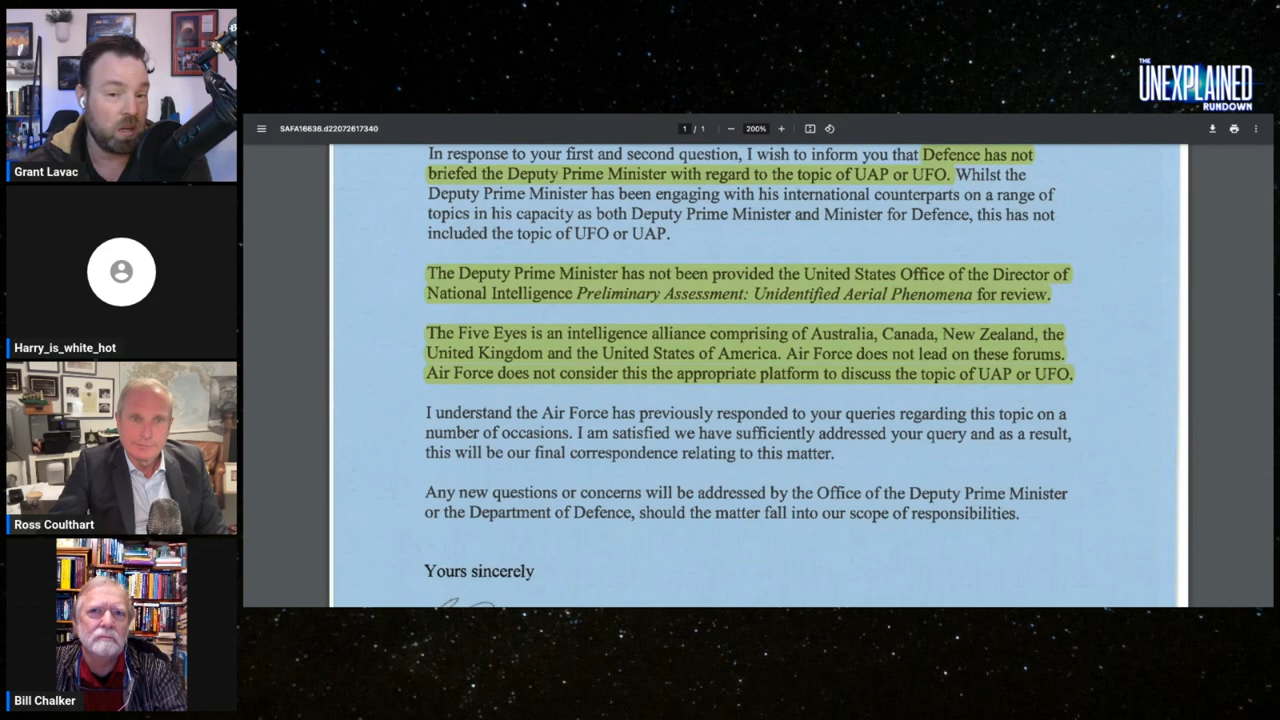 THE
UNEXPLAINED
RUNDOWN
SAFA16636.d22072617340
1 / 1
200%
In response to your first and second question, I wish to inform you that Defence has not
briefed the Deputy Prime Minister with regard to the topic of UAP or UFO. Whilst the
Deputy Prime Minister has been engaging with his international counterparts on a range of
topics in his capacity as both Deputy Prime Minister and Minister for Defence, this has not
included the topic of UFO or UAP.
The Deputy Prime Minister has not been provided the United States Office of the Director of
National Intelligence Preliminary Assessment: Unidentified Aerial Phenomena for review.
The Five Eyes is an intelligence alliance comprising of Australia, Canada, New Zealand, the
United Kingdom and the United States of America. Air Force does not lead on these forums.
Air Force does not consider this the appropriate platform to discuss the topic of UAP or UFO.
I understand the Air Force has previously responded to your queries regarding this topic on a
number of occasions. I am satisfied we have sufficiently addressed your query and as a result,
this will be our final correspondence relating to this matter.
Any new questions or concerns will be addressed by the Office of the Deputy Prime Minister
or the Department of Defence, should the matter fall into our scope of responsibilities.
Yours sincerely
Grant Lavac
Harry_is_white_hot
Ross Coulthart
Bill Chalker